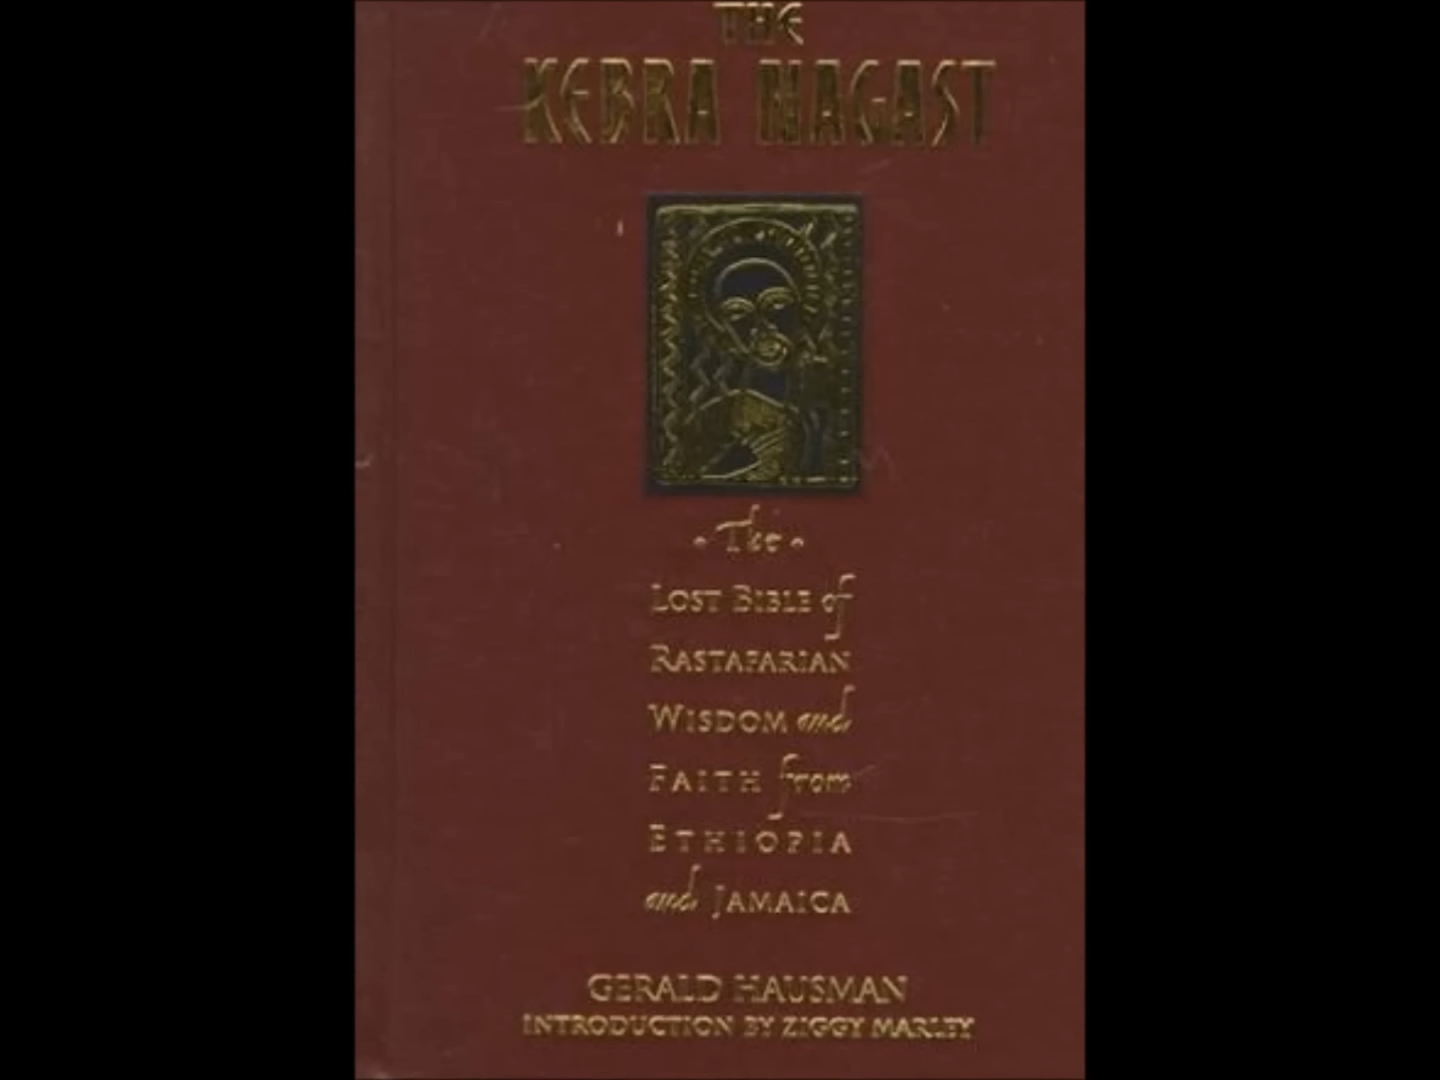 THE
KEBRA NAGAST
• The •
LOST BIBLE of
RASTAFARIAN
WISDOM and
FAITH from
ETHIOPIA
and JAMAICA
GERALD HAUSMAN
INTRODUCTION BY ZIGGY MARLEY